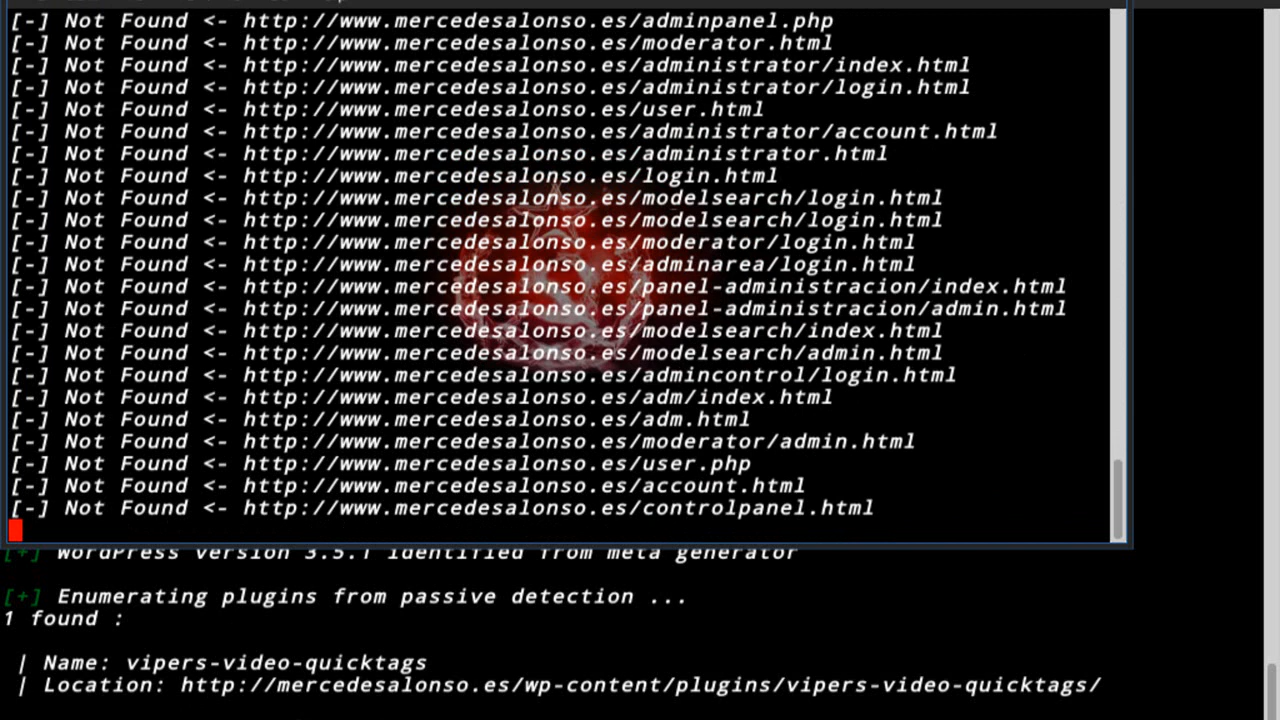 [-] Not Found <- http://www.mercedesalonso.es/adminpanel.php
[-] Not Found <- http://www.mercedesalonso.es/moderator.html
[-] Not Found <- http://www.mercedesalonso.es/administrator/index.html
[-] Not Found <- http://www.mercedesalonso.es/administrator/login.html
[-] Not Found <- http://www.mercedesalonso.es/user.html
[-] Not Found <- http://www.mercedesalonso.es/administrator/account.html
[-] Not Found <- http://www.mercedesalonso.es/administrator.html
[-] Not Found <- http://www.mercedesalonso.es/login.html
[-] Not Found <- http://www.mercedesalonso.es/modelsearch/login.html
[-] Not Found <- http://www.mercedesalonso.es/modelsearch/login.html
[-] Not Found <- http://www.mercedesalonso.es/moderator/login.html
[-] Not Found <- http://www.mercedesalonso.es/adminarea/login.html
[-] Not Found <- http://www.mercedesalonso.es/panel-administracion/index.html
[-] Not Found <- http://www.mercedesalonso.es/panel-administracion/admin.html
[-] Not Found <- http://www.mercedesalonso.es/modelsearch/index.html
[-] Not Found <- http://www.mercedesalonso.es/modelsearch/admin.html
[-] Not Found <- http://www.mercedesalonso.es/admincontrol/login.html
[-] Not Found <- http://www.mercedesalonso.es/adm/index.html
[-] Not Found <- http://www.mercedesalonso.es/adm.html
[-] Not Found <- http://www.mercedesalonso.es/moderator/admin.html
[-] Not Found <- http://www.mercedesalonso.es/user.php
[-] Not Found <- http://www.mercedesalonso.es/account.html
[-] Not Found <- http://www.mercedesalonso.es/controlpanel.html
[+] WordPress version 3.5.1 identified from meta generator
[+] Enumerating plugins from passive detection ...
1 found :
| Name: vipers-video-quicktags
| Location: http://mercedesalonso.es/wp-content/plugins/vipers-video-quicktags/